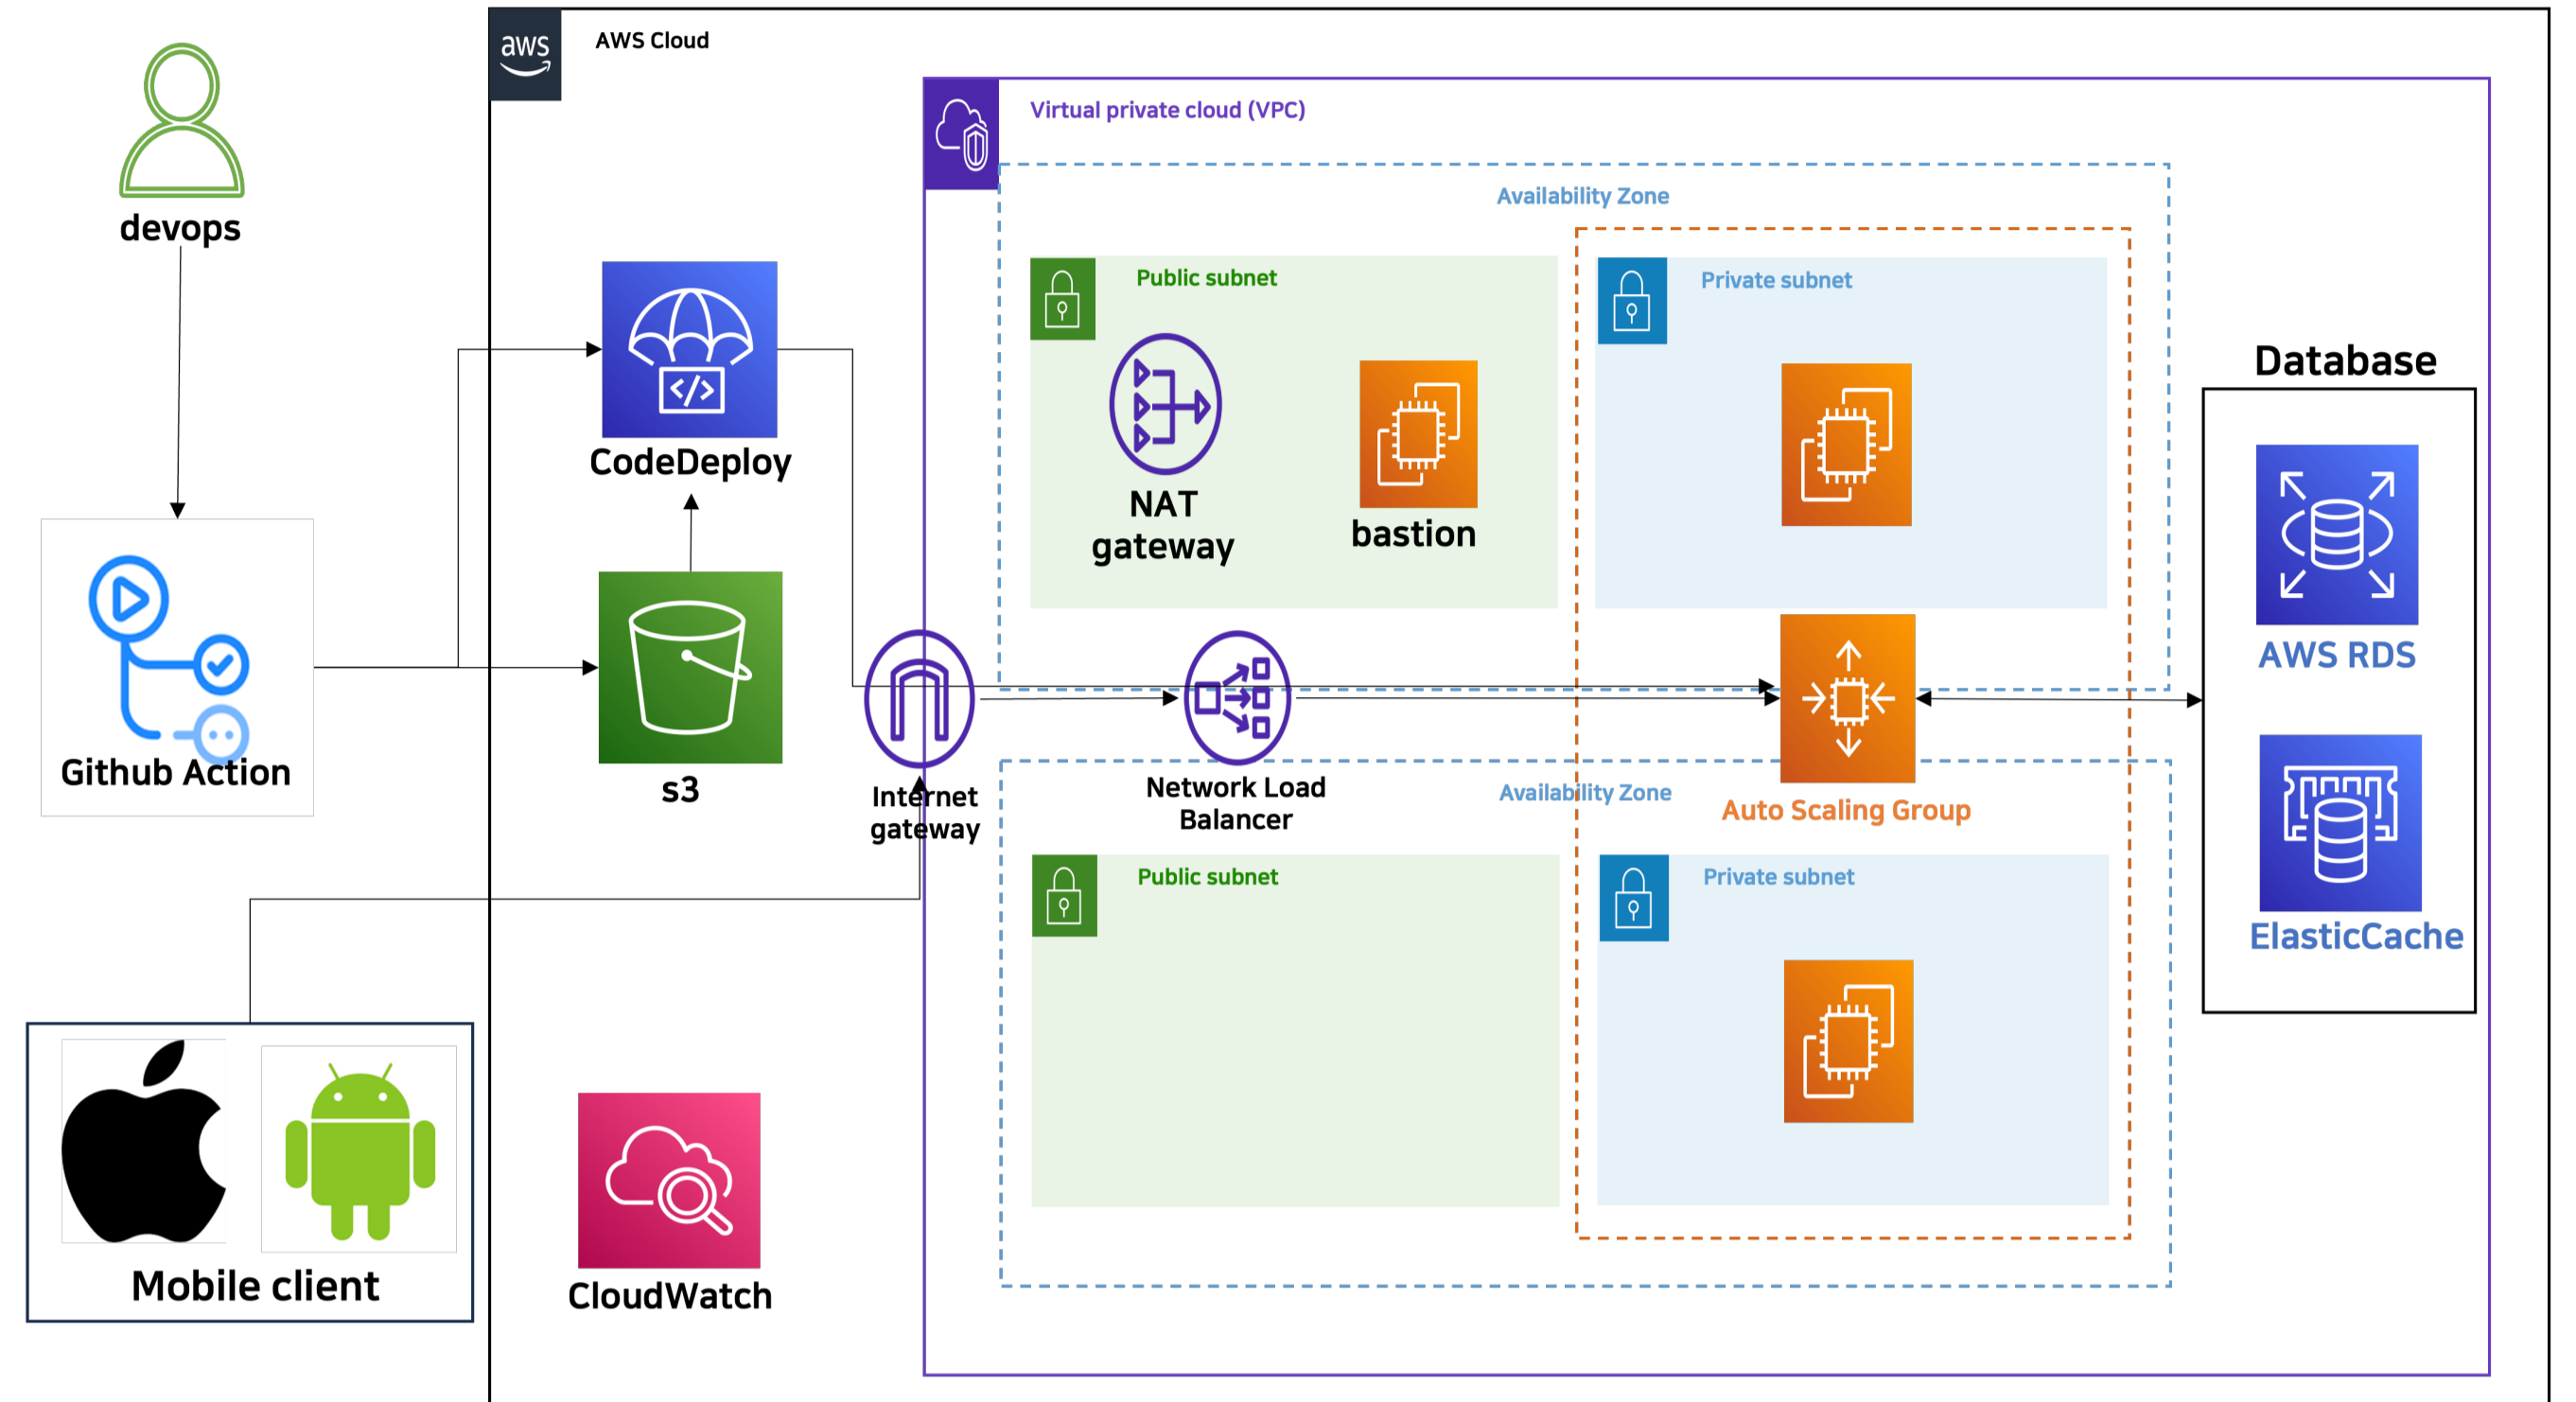 aws
AWS Cloud
Virtual private cloud (VPC)
Availability Zone
devops
Public subnet
Private subnet
Database
CodeDeploy
NAT
gateway
bastion
AWS RDS
Github Action
s3
Internet
gateway
Network Load
Balancer
Availability Zone
Auto Scaling Group
Public subnet
Private subnet
ElasticCache
Mobile client
CloudWatch